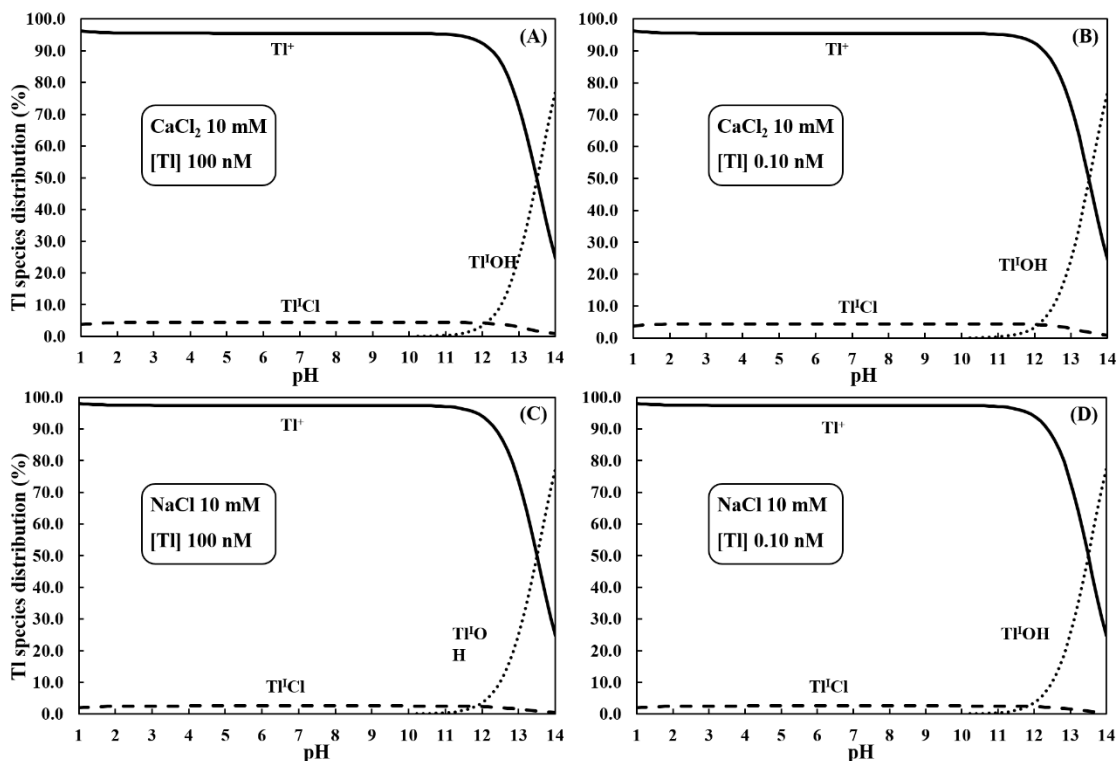 Tl species distribution (%)
100.0
90.0
80.0
70.0
60.0
50.0
40.0
30.0
20.0
10.0
0.0
(A)
Tl⁺
CaCl₂ 10 mM
[Tl] 100 nM
TlᴵOH
TlᴵCl
1 2 3 4 5 6 7 8 9 10 11 12 13 14
pH
100.0
90.0
80.0
70.0
60.0
50.0
40.0
30.0
20.0
10.0
0.0
(B)
Tl⁺
CaCl₂ 10 mM
[Tl] 0.10 nM
TlᴵOH
TlᴵCl
1 2 3 4 5 6 7 8 9 10 11 12 13 14
pH
Tl species distribution (%)
100.0
90.0
80.0
70.0
60.0
50.0
40.0
30.0
20.0
10.0
0.0
(C)
Tl⁺
NaCl 10 mM
[Tl] 100 nM
TlᴵO
H
TlᴵCl
1 2 3 4 5 6 7 8 9 10 11 12 13 14
pH
100.0
90.0
80.0
70.0
60.0
50.0
40.0
30.0
20.0
10.0
0.0
(D)
Tl⁺
NaCl 10 mM
[Tl] 0.10 nM
TlᴵOH
TlᴵCl
1 2 3 4 5 6 7 8 9 10 11 12 13 14
pH